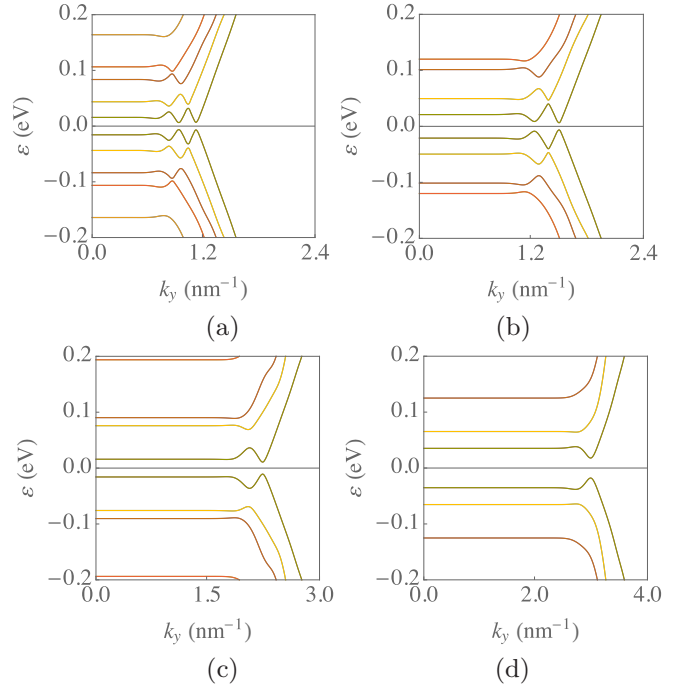 0.2 0.2
0.1 0.1
ε (eV) 0.0 ε (eV) 0.0
−0.1 −0.1
−0.2 −0.2
0.0 1.2 2.4 0.0 1.2 2.4
k_y (nm⁻¹) k_y (nm⁻¹)
(a) (b)
0.2 0.2
0.1 0.1
ε (eV) 0.0 ε (eV) 0.0
−0.1 −0.1
−0.2 −0.2
0.0 1.5 3.0 0.0 2.0 4.0
k_y (nm⁻¹) k_y (nm⁻¹)
(c) (d)